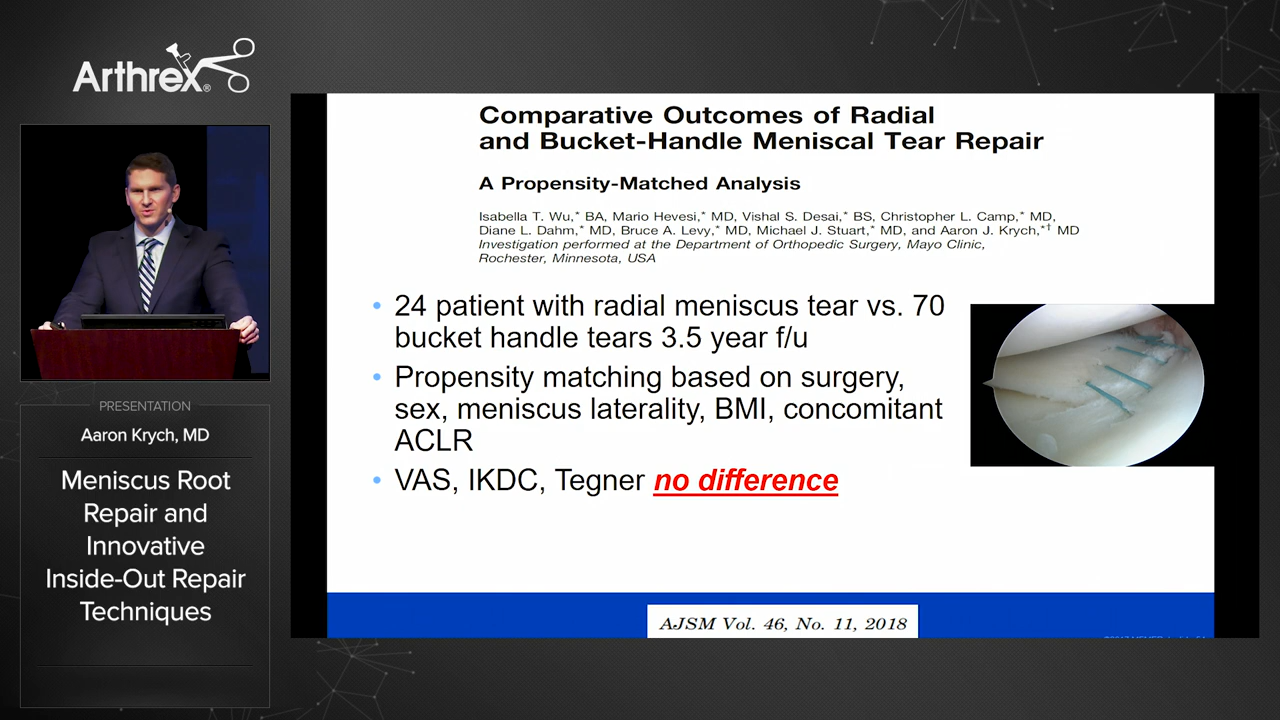 Arthrex®
PRESENTATION
Aaron Krych, MD
Meniscus Root
Repair and
Innovative
Inside-Out Repair
Techniques
Comparative Outcomes of Radial
and Bucket-Handle Meniscal Tear Repair
A Propensity-Matched Analysis
Isabella T. Wu,* BA, Mario Hevesi,* MD, Vishal S. Desai,* BS, Christopher L. Camp,* MD,
Diane L. Dahm,* MD, Bruce A. Levy,* MD, Michael J. Stuart,* MD, and Aaron J. Krych,*† MD
Investigation performed at the Department of Orthopedic Surgery, Mayo Clinic,
Rochester, Minnesota, USA
• 24 patient with radial meniscus tear vs. 70
bucket handle tears 3.5 year f/u
• Propensity matching based on surgery,
sex, meniscus laterality, BMI, concomitant
ACLR
• VAS, IKDC, Tegner no difference
AJSM Vol. 46, No. 11, 2018